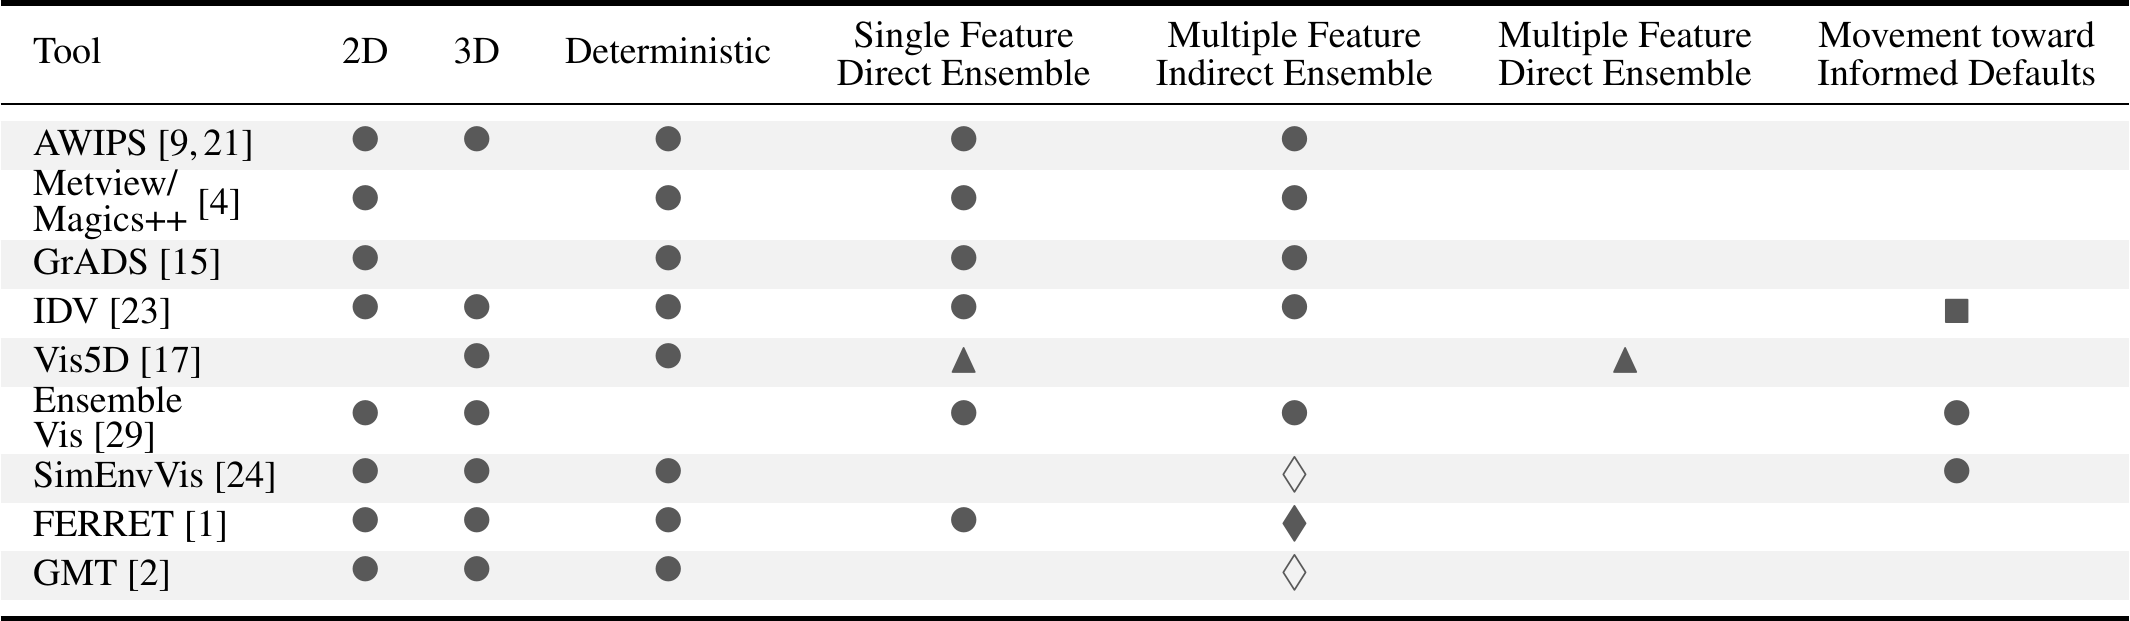 Tool 2D 3D Deterministic Single Feature Direct Ensemble Multiple Feature Indirect Ensemble Multiple Feature Direct Ensemble Movement toward Informed Defaults
AWIPS [9, 21] ● ● ● ● ●
Metview/
Magics++ [4] ● ● ● ●
GrADS [15] ● ● ● ●
IDV [23] ● ● ● ● ● ■
Vis5D [17] ● ● ▲ ▲
Ensemble
Vis [29] ● ● ● ● ●
SimEnvVis [24] ● ● ● ◊ ●
FERRET [1] ● ● ● ● ♦
GMT [2] ● ● ● ◊